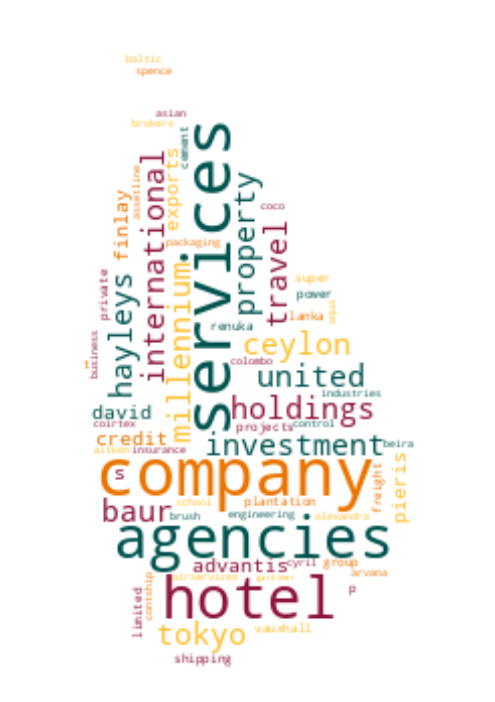 baltic
spence
asian
brokers
cement
services
international
exports
assetline
finlay
packaging
property
coco
travel
private
hayleys
millennium
super
power
aqua
lanka
renuka
ceylon
business
r
colombo
united
industries
david
holdings
coirtex
projects
control
credit
investment
beira
aitken
insurance
s
company
freight
pieris
school
plantation
baur
brush
engineering
alexandra
agencies
advantis
cyril
group
airservices
gardiner
arvana
limited
contship
hotel
p
tokyo
vauxhall
shipping